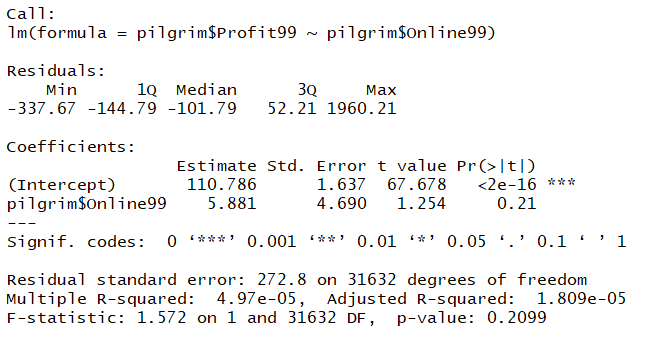 Call:
lm(formula = pilgrim$Profit99 ~ pilgrim$Online99)
Residuals:
    Min      1Q  Median      3Q     Max
-337.67 -144.79 -101.79   52.21 1960.21
Coefficients:
                 Estimate Std. Error t value Pr(>|t|)
(Intercept)       110.786      1.637  67.678   <2e-16 ***
pilgrim$Online99    5.881      4.690   1.254     0.21
---
Signif. codes:  0 ‘***’ 0.001 ‘**’ 0.01 ‘*’ 0.05 ‘.’ 0.1 ‘ ’ 1
Residual standard error: 272.8 on 31632 degrees of freedom
Multiple R-squared:  4.97e-05,  Adjusted R-squared:  1.809e-05
F-statistic: 1.572 on 1 and 31632 DF,  p-value: 0.2099